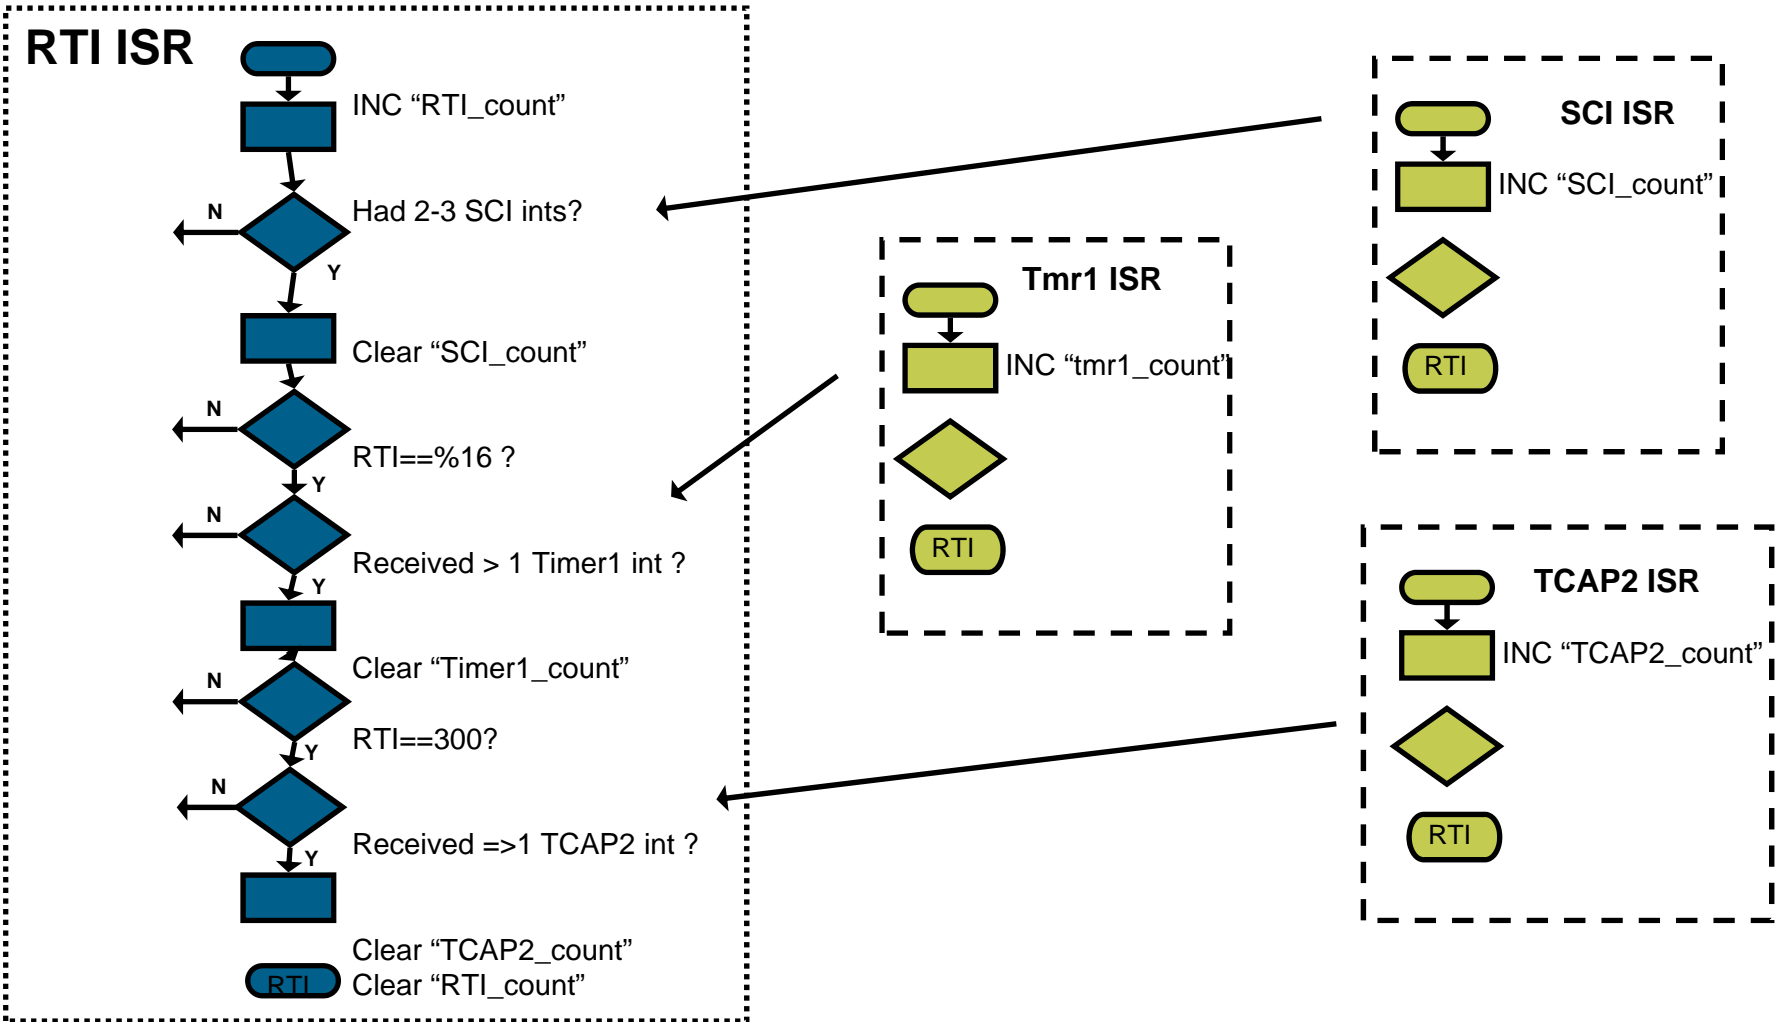 RTI ISR
INC “RTI_count”
N
Had 2-3 SCI ints?
Y
Clear “SCI_count”
N
RTI==%16 ?
Y
N
Received > 1 Timer1 int ?
Y
Clear “Timer1_count”
N
RTI==300?
Y
N
Received =>1 TCAP2 int ?
Y
Clear “TCAP2_count”
RTI
Clear “RTI_count”
Tmr1 ISR
INC “tmr1_count”
RTI
SCI ISR
INC “SCI_count”
RTI
TCAP2 ISR
INC “TCAP2_count”
RTI